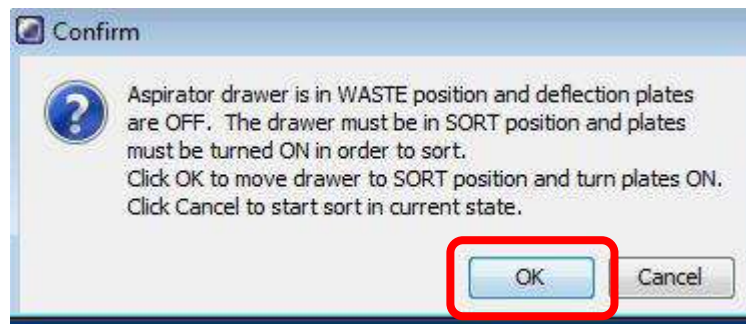 Confirm
Aspirator drawer is in WASTE position and deflection plates
are OFF. The drawer must be in SORT position and plates
must be turned ON in order to sort.
Click OK to move drawer to SORT position and turn plates ON.
Click Cancel to start sort in current state.
OK
Cancel